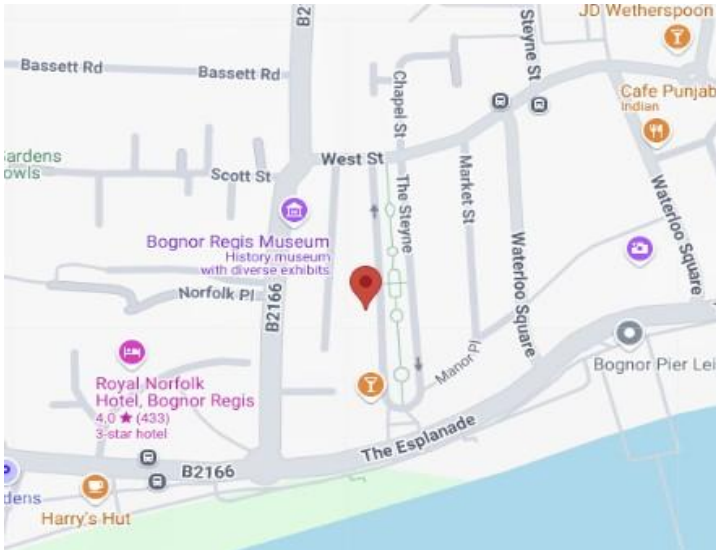 JD Wetherspoon
B2
Steyne St
Bassett Rd
Bassett Rd
Chapel St
Cafe Punjab
Indian
Gardens
owls
West St
Scott St
Market St
The Steyne
Waterloo Square
Bognor Regis Museum
History museum
with diverse exhibits
Waterloo Square
Norfolk Pl
B2166
Manor Pl
Bognor Pier Lei
Royal Norfolk
Hotel, Bognor Regis
4.0 ★ (433)
3-star hotel
The Esplanade
B2166
dens
Harry's Hut